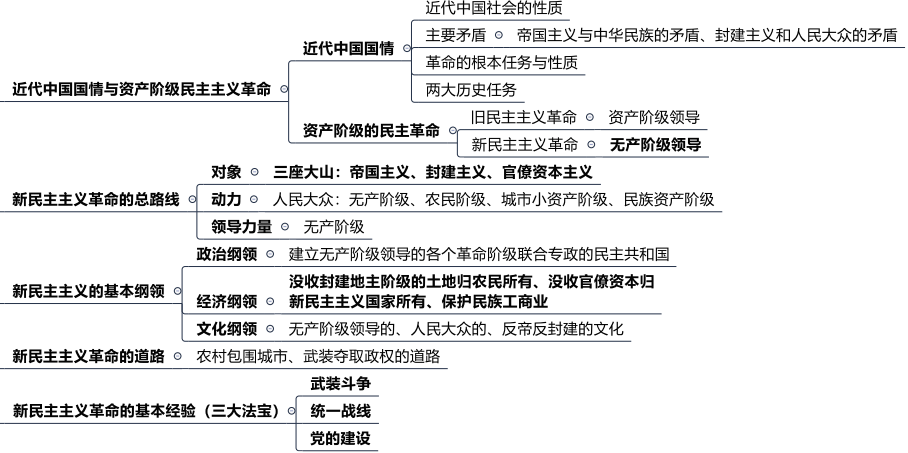 近代中国国情与资产阶级民主主义革命
近代中国国情
近代中国社会的性质
主要矛盾
帝国主义与中华民族的矛盾、封建主义和人民大众的矛盾
革命的根本任务与性质
两大历史任务
资产阶级的民主革命
旧民主主义革命
资产阶级领导
新民主主义革命
无产阶级领导
新民主主义革命的总路线
对象
三座大山：帝国主义、封建主义、官僚资本主义
动力
人民大众：无产阶级、农民阶级、城市小资产阶级、民族资产阶级
领导力量
无产阶级
新民主主义的基本纲领
政治纲领
建立无产阶级领导的各个革命阶级联合专政的民主共和国
经济纲领
没收封建地主阶级的土地归农民所有、没收官僚资本归
新民主主义国家所有、保护民族工商业
文化纲领
无产阶级领导的、人民大众的、反帝反封建的文化
新民主主义革命的道路
农村包围城市、武装夺取政权的道路
新民主主义革命的基本经验（三大法宝）
武装斗争
统一战线
党的建设